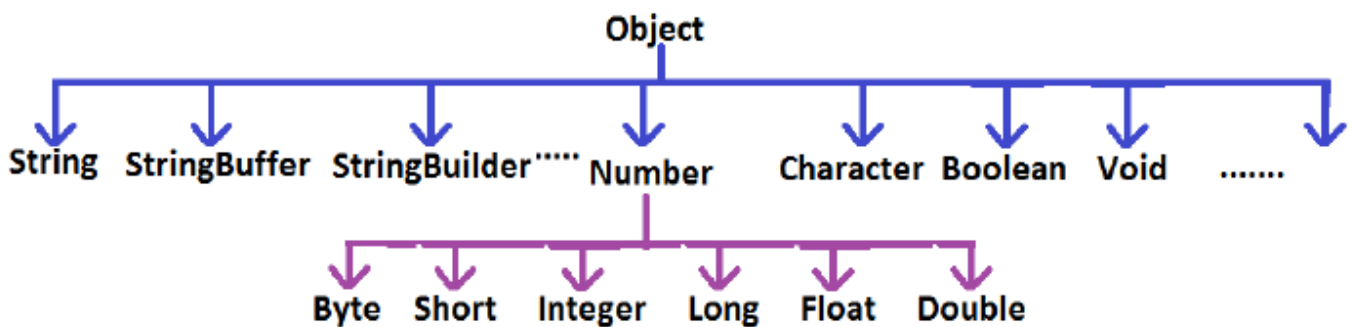 Object
String StringBuffer StringBuilder ..... Number Character Boolean Void .......
Byte Short Integer Long Float Double